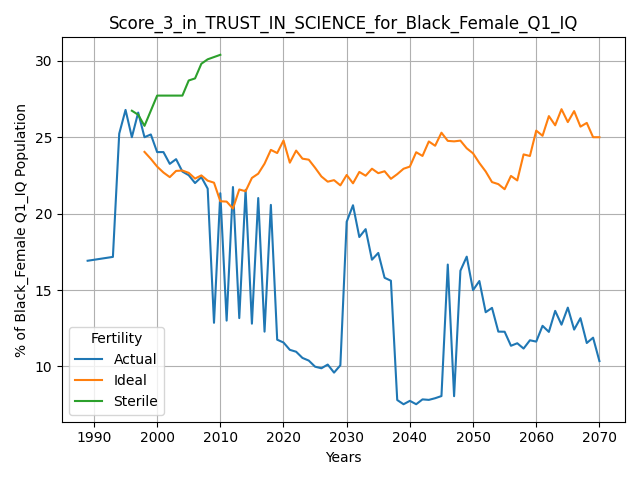 Score_3_in_TRUST_IN_SCIENCE_for_Black_Female_Q1_IQ
% of Black_Female Q1_IQ Population
30
25
20
15
10
Fertility
Actual
Ideal
Sterile
1990 2000 2010 2020 2030 2040 2050 2060 2070
Years